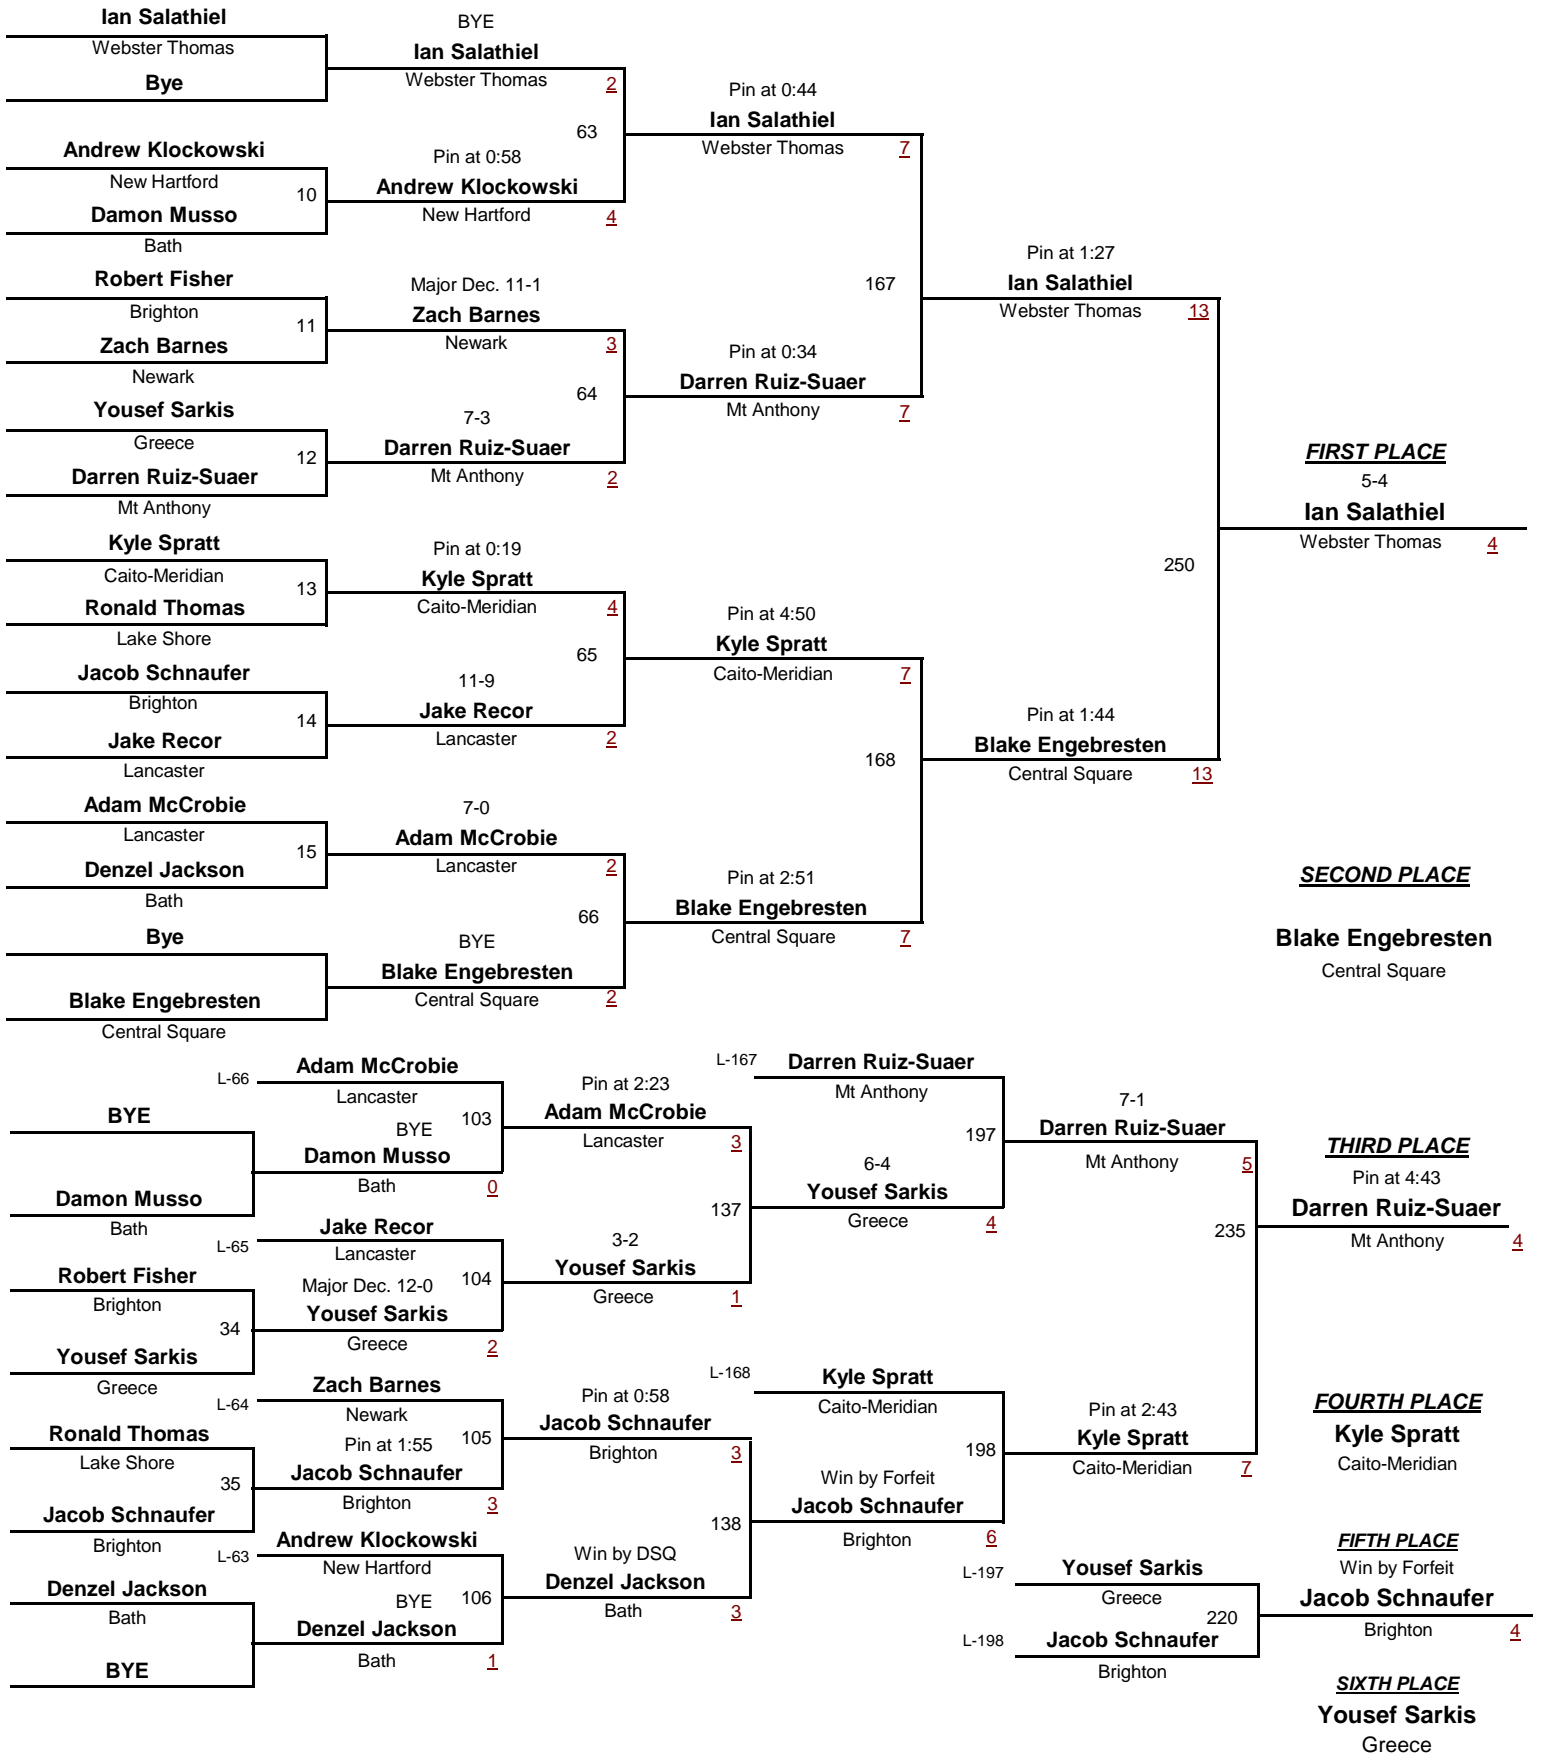 Ian Salathiel
Webster Thomas
Bye
Andrew Klockowski
New Hartford
10
Damon Musso
Bath
Robert Fisher
Brighton
11
Zach Barnes
Newark
Yousef Sarkis
Greece
12
Darren Ruiz-Suaer
Mt Anthony
Kyle Spratt
Caito-Meridian
13
Ronald Thomas
Lake Shore
Jacob Schnaufer
Brighton
14
Jake Recor
Lancaster
Adam McCrobie
Lancaster
15
Denzel Jackson
Bath
Bye
Blake Engebresten
Central Square
BYE
Ian Salathiel
Webster Thomas 2
63
Pin at 0:58
Andrew Klockowski
New Hartford 4
Major Dec. 11-1
Zach Barnes
Newark 3
64
7-3
Darren Ruiz-Suaer
Mt Anthony 2
Pin at 0:19
Kyle Spratt
Caito-Meridian 4
65
11-9
Jake Recor
Lancaster 2
7-0
Adam McCrobie
Lancaster 2
66
BYE
Blake Engebresten
Central Square 2
Pin at 0:44
Ian Salathiel
Webster Thomas 7
167
Pin at 0:34
Darren Ruiz-Suaer
Mt Anthony 7
Pin at 4:50
Kyle Spratt
Caito-Meridian 7
168
Pin at 2:51
Blake Engebresten
Central Square 7
Pin at 1:27
Ian Salathiel
Webster Thomas 13
250
Pin at 1:44
Blake Engebresten
Central Square 13
FIRST PLACE
5-4
Ian Salathiel
Webster Thomas 4
SECOND PLACE
Blake Engebresten
Central Square
BYE
Damon Musso
Bath
Robert Fisher
Brighton
34
Yousef Sarkis
Greece
Ronald Thomas
Lake Shore
35
Jacob Schnaufer
Brighton
Denzel Jackson
Bath
BYE
L-66
Adam McCrobie
Lancaster
103
BYE
Damon Musso
Bath 0
L-65
Jake Recor
Lancaster
104
Major Dec. 12-0
Yousef Sarkis
Greece 2
L-64
Zach Barnes
Newark
105
Pin at 1:55
Jacob Schnaufer
Brighton 3
L-63
Andrew Klockowski
New Hartford
106
BYE
Denzel Jackson
Bath 1
Pin at 2:23
Adam McCrobie
Lancaster 3
137
3-2
Yousef Sarkis
Greece 1
Pin at 0:58
Jacob Schnaufer
Brighton 3
138
Win by DSQ
Denzel Jackson
Bath 3
L-167
Darren Ruiz-Suaer
Mt Anthony
197
6-4
Yousef Sarkis
Greece 4
L-168
Kyle Spratt
Caito-Meridian
198
Win by Forfeit
Jacob Schnaufer
Brighton 6
7-1
Darren Ruiz-Suaer
Mt Anthony 5
235
Pin at 2:43
Kyle Spratt
Caito-Meridian 7
THIRD PLACE
Pin at 4:43
Darren Ruiz-Suaer
Mt Anthony 4
FOURTH PLACE
Kyle Spratt
Caito-Meridian
L-197
Yousef Sarkis
Greece
220
L-198
Jacob Schnaufer
Brighton
FIFTH PLACE
Win by Forfeit
Jacob Schnaufer
Brighton 4
SIXTH PLACE
Yousef Sarkis
Greece